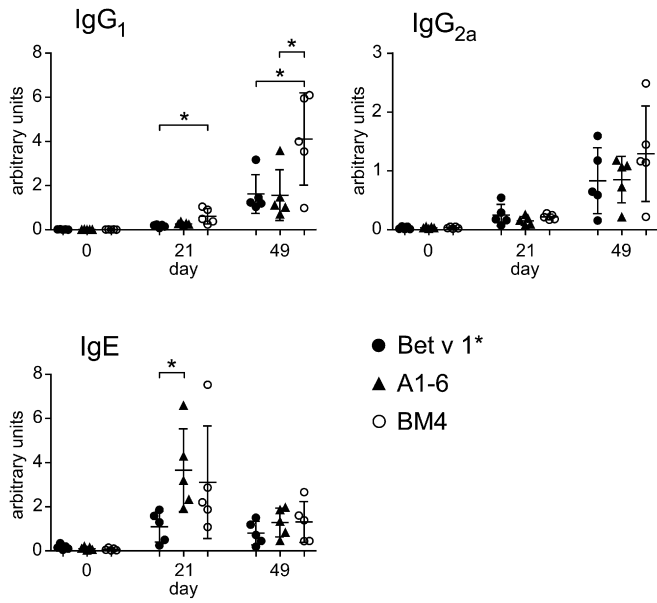 IgG1
IgG2a
8
6
4
2
0
arbitrary units
*
*
*
0 21 49
day
3
2
1
0
arbitrary units
0 21 49
day
IgE
8
6
4
2
0
arbitrary units
*
0 21 49
day
Bet v 1*
A1-6
BM4